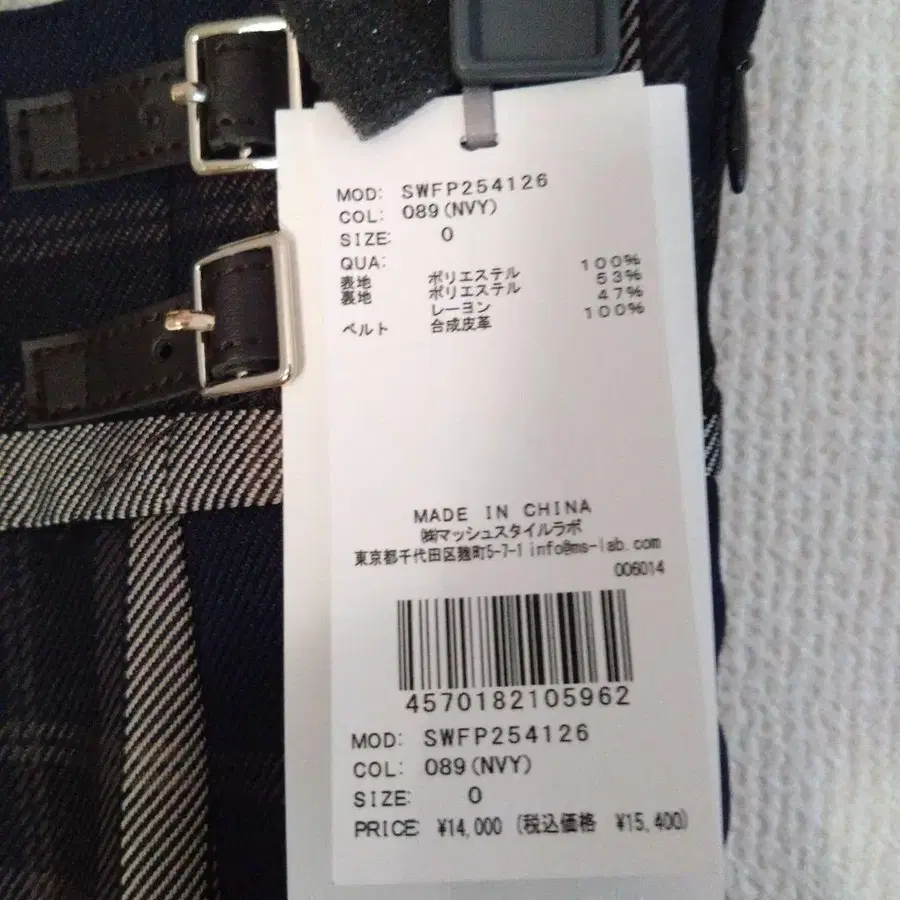 MOD: SWFP254126
COL: 089(NVY)
SIZE: 0
QUA:
表地 ポリエステル 100%
裏地 ポリエステル 53%
レーヨン 47%
ベルト 合成皮革 100%
MADE IN CHINA
㈱マッシュスタイルラボ
東京都千代田区麹町5-7-1 info@ms-lab.com
006014
4570182105962
MOD: SWFP254126
COL: 089(NVY)
SIZE: 0
PRICE ¥14,000 (税込価格 ¥15,400)